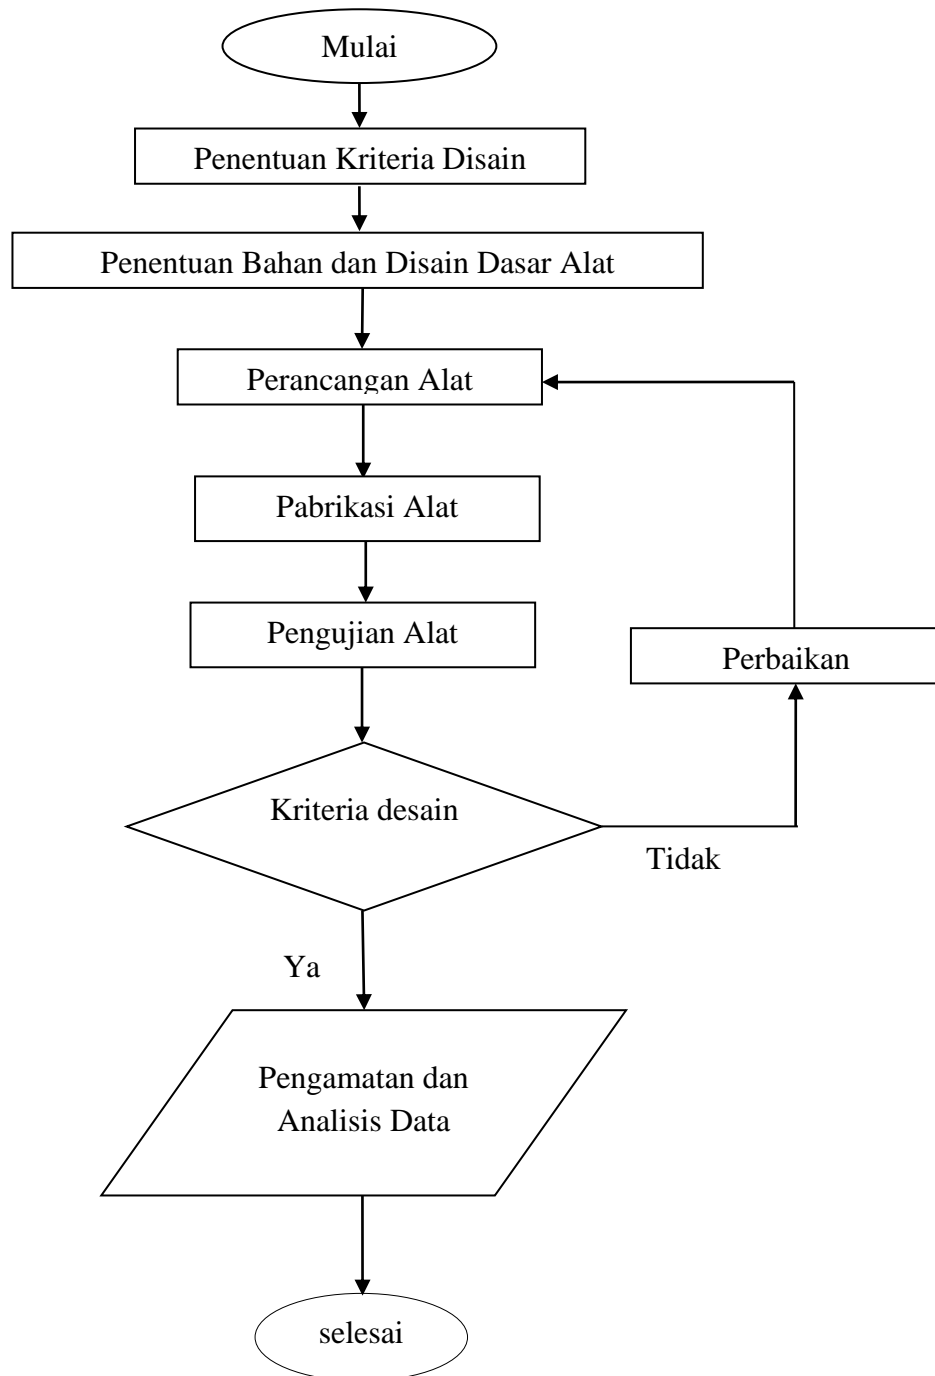 Mulai
Penentuan Kriteria Disain
Penentuan Bahan dan Disain Dasar Alat
Perancangan Alat
Pabrikasi Alat
Pengujian Alat
Perbaikan
Kriteria desain
Tidak
Ya
Pengamatan dan
Analisis Data
selesai